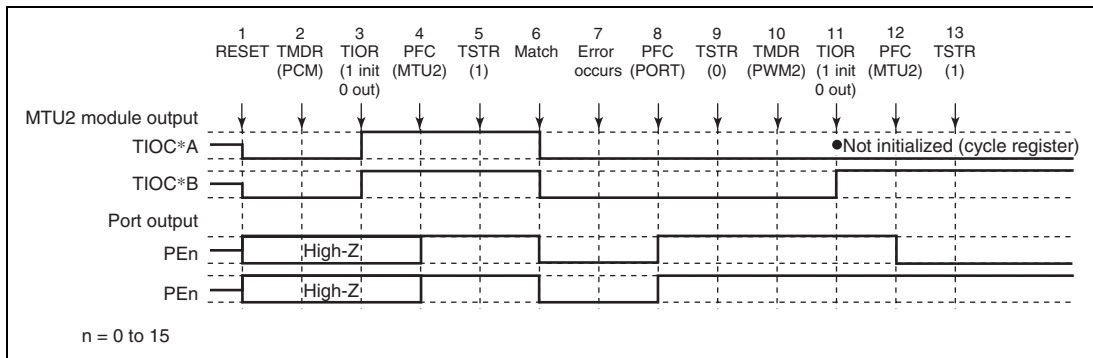 1 2 3 4 5 6 7 8 9 10 11 12 13
RESET TMDR TIOR PFC TSTR Match Error PFC TSTR TMDR TIOR PFC TSTR
(PCM) (1 init (MTU2) (1) occurs (PORT) (0) (PWM2) (1 init (MTU2) (1)
0 out) 0 out)
MTU2 module output
TIOC*A ●Not initialized (cycle register)
TIOC*B
Port output
PEn High-Z
PEn High-Z
n = 0 to 15